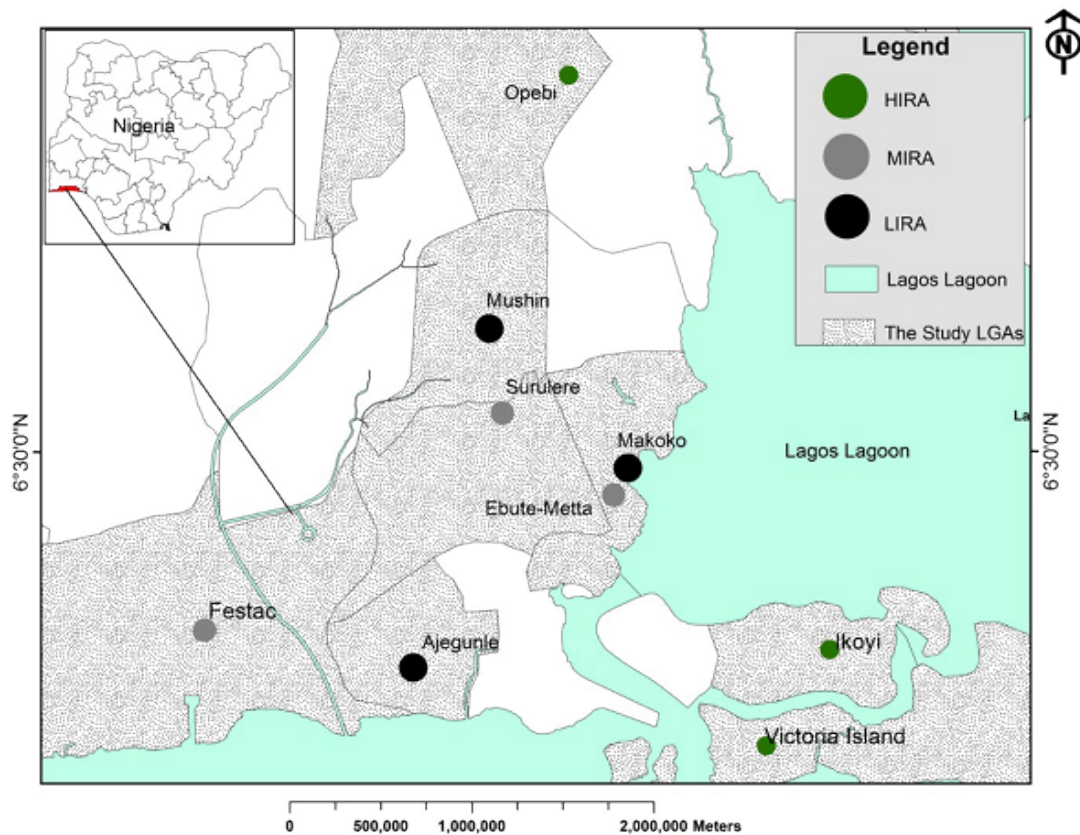 N
Legend
HIRA
MIRA
LIRA
Lagos Lagoon
The Study LGAs
Nigeria
Opebi
Mushin
Surulere
Makoko
Ebute-Metta
Lagos Lagoon
La
Festac
Ajegunle
Ikoyi
Victoria Island
6°30'0"N
6°30'0"N
0 500,000 1,000,000 2,000,000 Meters